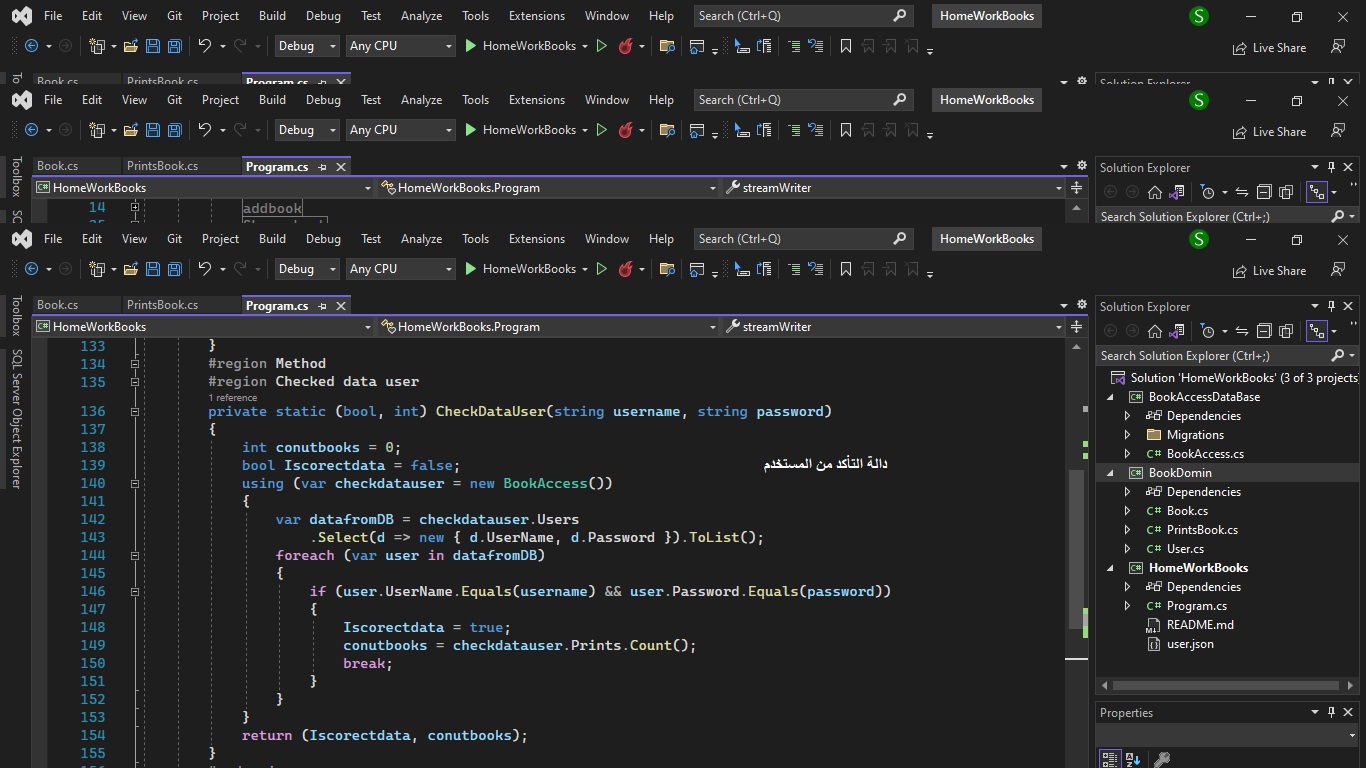 File Edit View Git Project Build Debug Test Analyze Tools Extensions Window Help Search (Ctrl+Q) HomeWorkBooks S
Debug Any CPU HomeWorkBooks Live Share
Book.cs PrintsBook.cs Program.cs Solution Explorer
File Edit View Git Project Build Debug Test Analyze Tools Extensions Window Help Search (Ctrl+Q) HomeWorkBooks S
Debug Any CPU HomeWorkBooks Live Share
Toolbox
Book.cs PrintsBook.cs Program.cs Solution Explorer
HomeWorkBooks HomeWorkBooks.Program streamWriter
14 addbook
Search Solution Explorer (Ctrl+;)
File Edit View Git Project Build Debug Test Analyze Tools Extensions Window Help Search (Ctrl+Q) HomeWorkBooks S
Debug Any CPU HomeWorkBooks Live Share
Toolbox
SQL Server Object Explorer
Book.cs PrintsBook.cs Program.cs
HomeWorkBooks HomeWorkBooks.Program streamWriter
133 }
134 #region Method
135 #region Checked data user
1 reference
136 private static (bool, int) CheckDataUser(string username, string password)
137 {
138 int conutbooks = 0;
139 bool Iscorectdata = false;
دالة التأكد من المستخدم
140 using (var checkdatauser = new BookAccess())
141 {
142 var datafromDB = checkdatauser.Users
143 .Select(d => new { d.UserName, d.Password }).ToList();
144 foreach (var user in datafromDB)
145 {
146 if (user.UserName.Equals(username) && user.Password.Equals(password))
147 {
148 Iscorectdata = true;
149 conutbooks = checkdatauser.Prints.Count();
150 break;
151 }
152 }
153 }
154 return (Iscorectdata, conutbooks);
155 }
Solution Explorer
Search Solution Explorer (Ctrl+;)
Solution 'HomeWorkBooks' (3 of 3 projects
BookAccessDataBase
Dependencies
Migrations
C# BookAccess.cs
BookDomin
Dependencies
C# Book.cs
C# PrintsBook.cs
C# User.cs
HomeWorkBooks
Dependencies
C# Program.cs
README.md
user.json
Properties